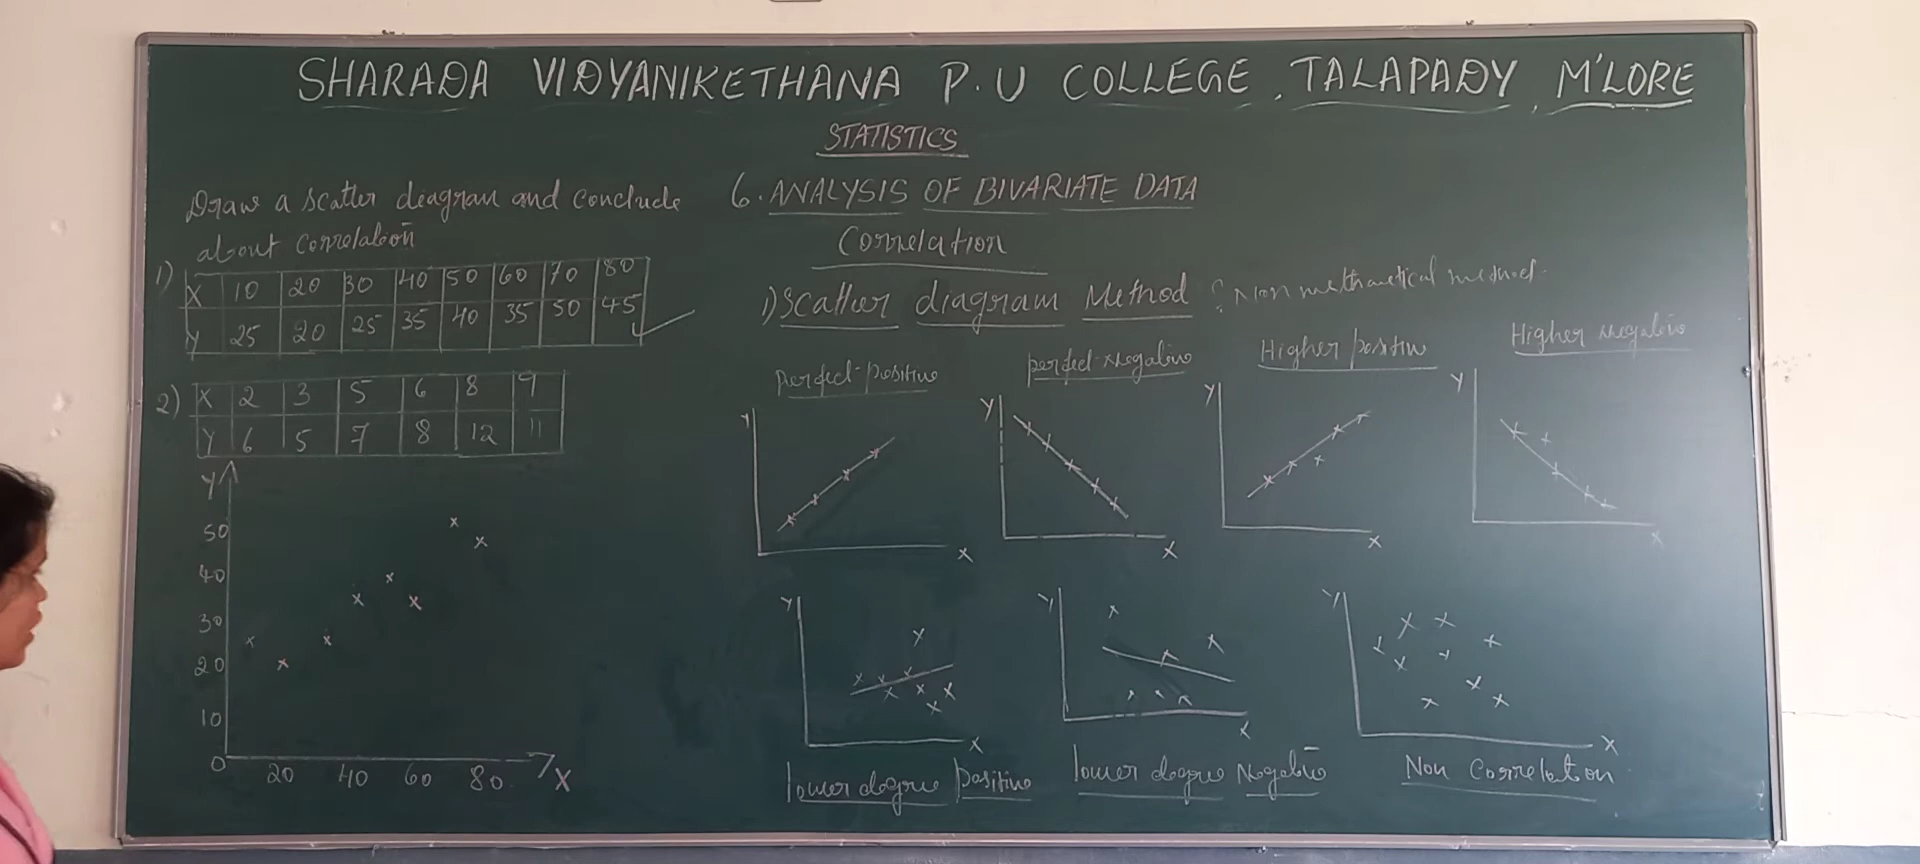 SHARADA VIDYANIKETHANA P.U COLLEGE, TALAPADY, M'LORE
STATISTICS
Draw a scatter diagram and conclude
about correlation
1)
X 10 20 30 40 50 60 70 80
Y 25 20 25 35 40 35 50 45
2)
X 2 3 5 6 8 9
Y 6 5 7 8 12 11
Y
50
40
30
20
10
0
20 40 60 80 X
6. ANALYSIS OF BIVARIATE DATA
Correlation
1) Scatter diagram Method : Non
Perfect positive
Y
X
perfect negative
Y
X
Higher positive
Y
X
Higher negative
Y
X
Y
X
lower degree positive
Y
X
lower degree Negative
Y
X
Non Correlation